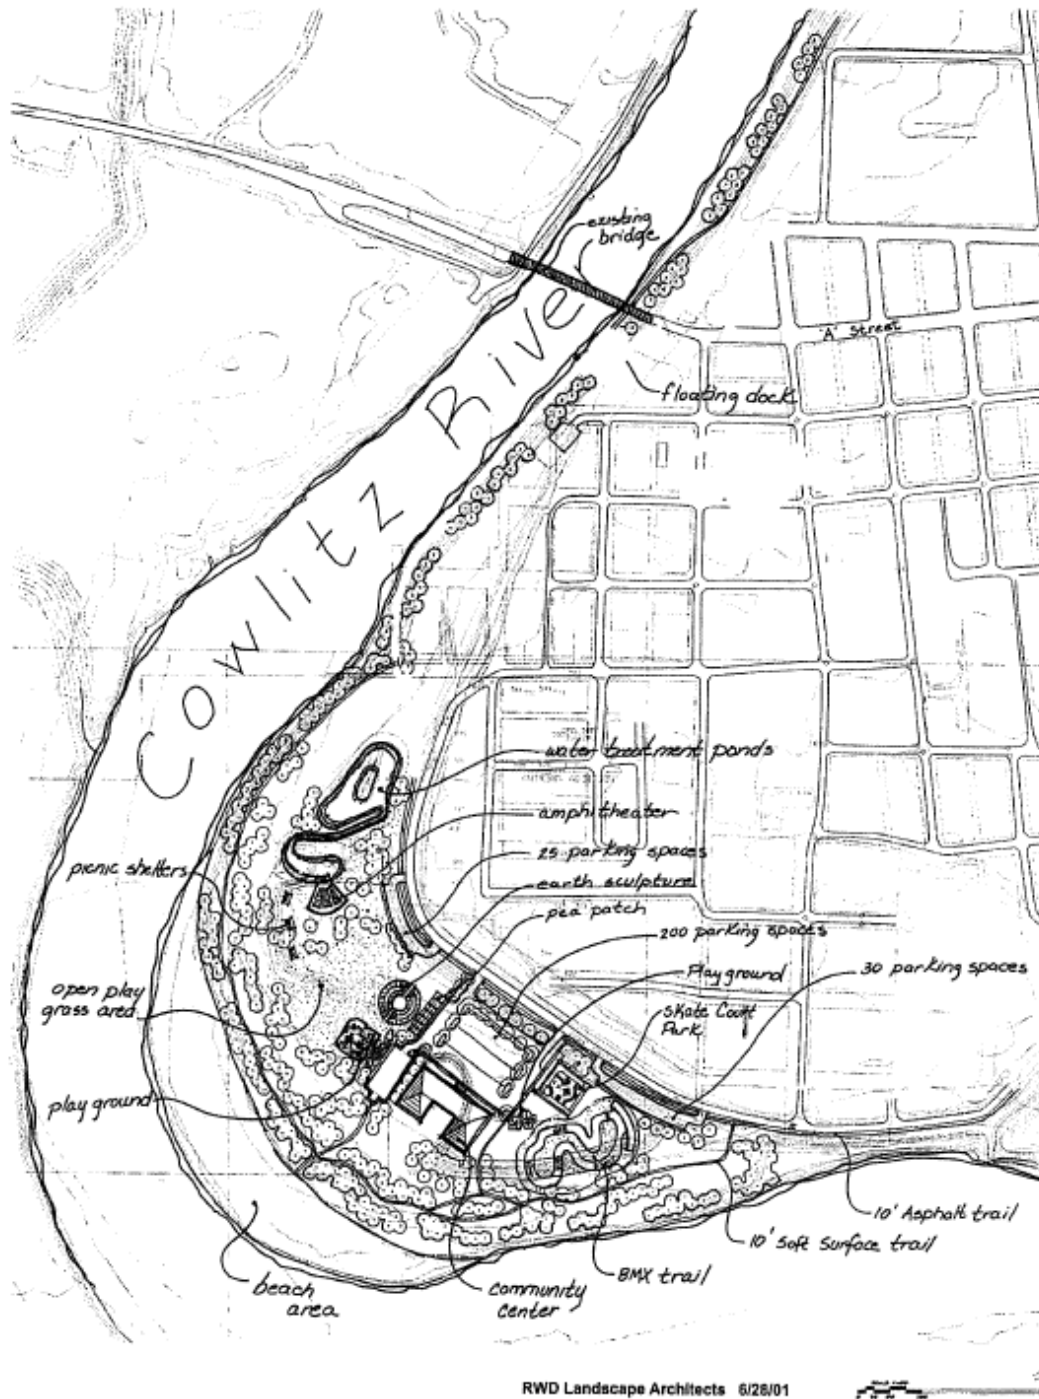 existing
bridge
'A' Street
floating dock
Cowlitz River
water treatment ponds
amphitheater
25 parking spaces
picnic shelters
earth sculpture
pea patch
200 parking spaces
Playground
30 parking spaces
Skate Court
Park
open play
grass area
play ground
10' Asphalt trail
10' Soft Surface trail
BMX trail
beach
area
community
center
RWD Landscape Architects 6/28/01